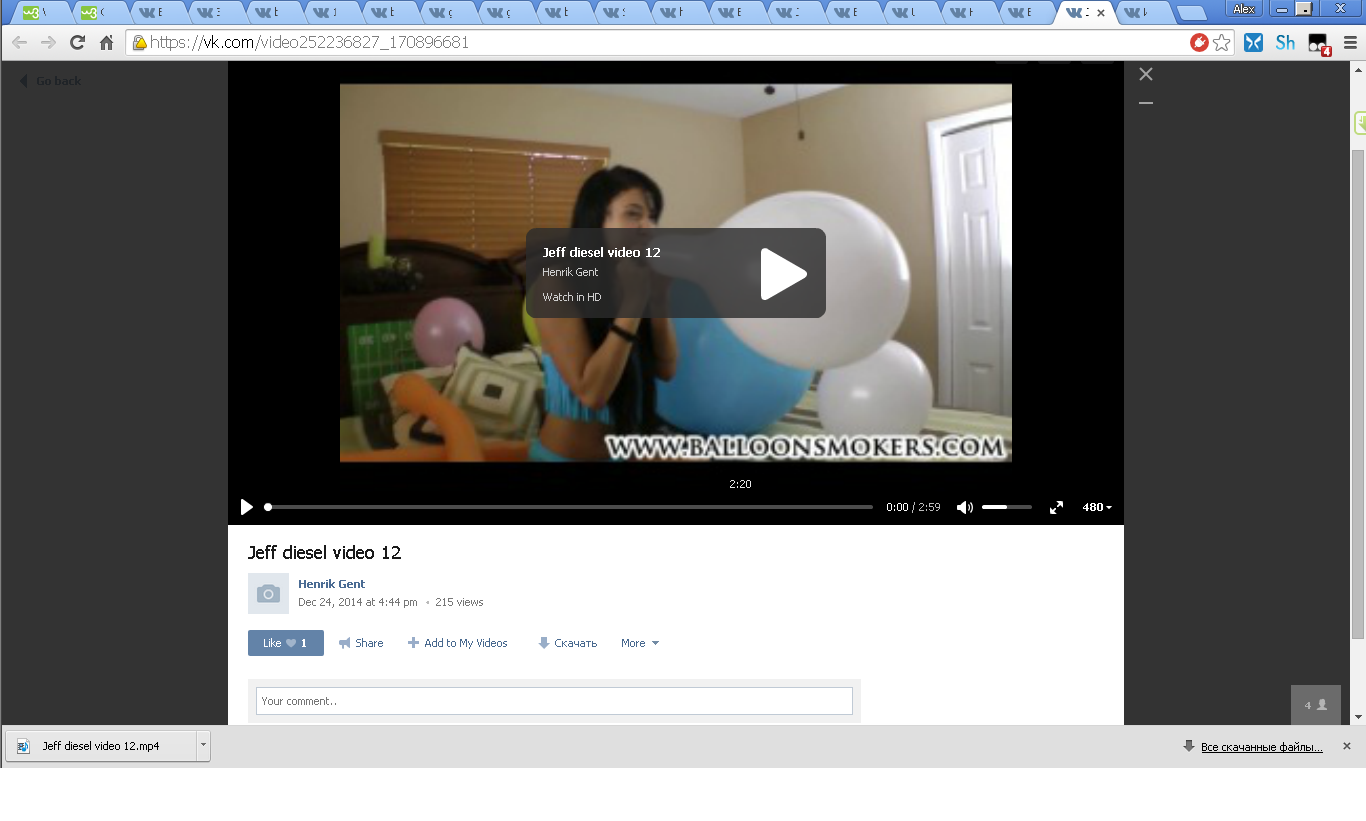 Alex
https://vk.com/video252236827_170896681
4
Go back
Jeff diesel video 12
Henrik Gent
Watch in HD
WWW.BALLOONSMOKERS.COM
2:20
0:00 / 2:59
480
Jeff diesel video 12
Henrik Gent
Dec 24, 2014 at 4:44 pm • 215 views
Like 1
Share
Add to My Videos
Скачать
More
Your comment..
4
Jeff diesel video 12.mp4
Все скачанные файлы...